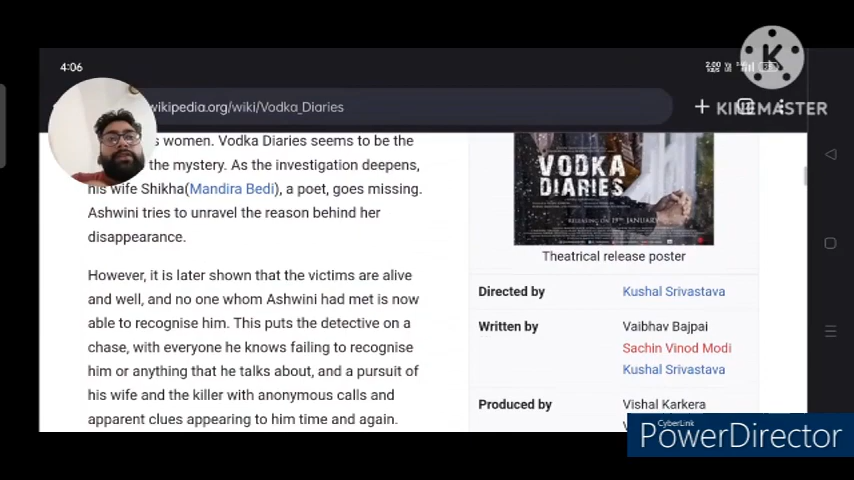 4:06
2.00
KINEMASTER
wikipedia.org/wiki/Vodka_Diaries
women. Vodka Diaries seems to be the
the mystery. As the investigation deepens,
his wife Shikha(Mandira Bedi), a poet, goes missing.
Ashwini tries to unravel the reason behind her
disappearance.
However, it is later shown that the victims are alive
and well, and no one whom Ashwini had met is now
able to recognise him. This puts the detective on a
chase, with everyone he knows failing to recognise
him or anything that he talks about, and a pursuit of
his wife and the killer with anonymous calls and
apparent clues appearing to him time and again.
VODKA
DIARIES
RELEASING ON 19TH JANUARY
Theatrical release poster
Directed by Kushal Srivastava
Written by Vaibhav Bajpai
Sachin Vinod Modi
Kushal Srivastava
Produced by Vishal Karkera
CyberLink
PowerDirector